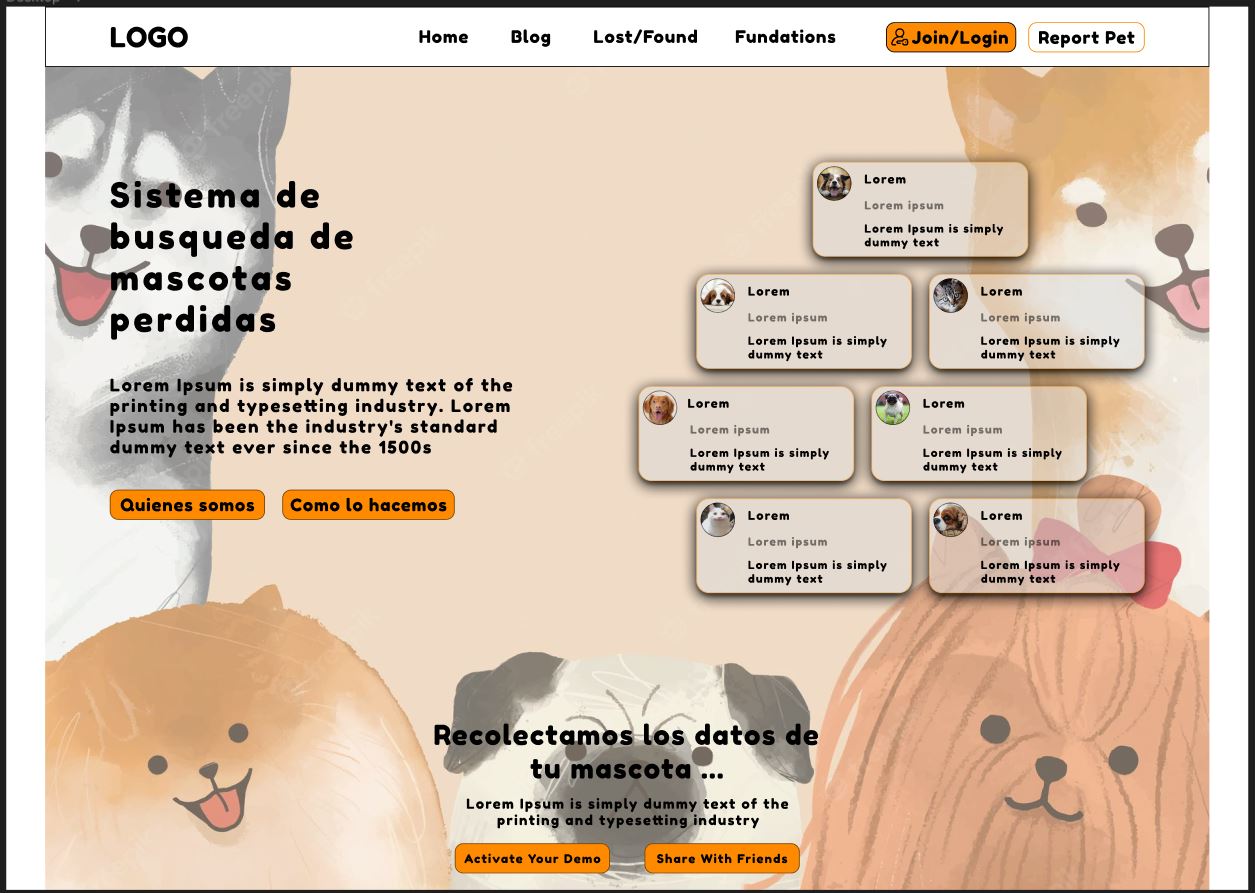 LOGO
Home
Blog
Lost/Found
Fundations
Join/Login
Report Pet
Sistema de
busqueda de
mascotas
perdidas
Lorem Ipsum is simply dummy text of the
printing and typesetting industry. Lorem
Ipsum has been the industry's standard
dummy text ever since the 1500s
Quienes somos
Como lo hacemos
Lorem
Lorem ipsum
Lorem Ipsum is simply
dummy text
Lorem
Lorem ipsum
Lorem Ipsum is simply
dummy text
Lorem
Lorem ipsum
Lorem Ipsum is simply
dummy text
Lorem
Lorem ipsum
Lorem Ipsum is simply
dummy text
Lorem
Lorem ipsum
Lorem Ipsum is simply
dummy text
Lorem
Lorem ipsum
Lorem Ipsum is simply
dummy text
Lorem
Lorem ipsum
Lorem Ipsum is simply
dummy text
Recolectamos los datos de
tu mascota ...
Lorem Ipsum is simply dummy text of the
printing and typesetting industry
Activate Your Demo
Share With Friends